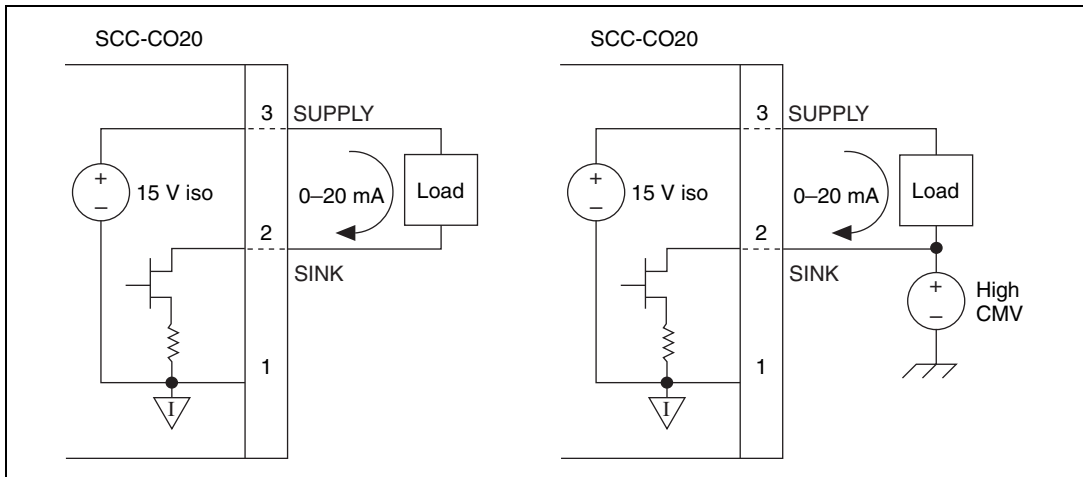 SCC-CO20
3 SUPPLY
+
–
15 V iso
0–20 mA
Load
2
SINK
1
I
SCC-CO20
3 SUPPLY
+
–
15 V iso
0–20 mA
Load
2
SINK
+
–
High
CMV
1
I